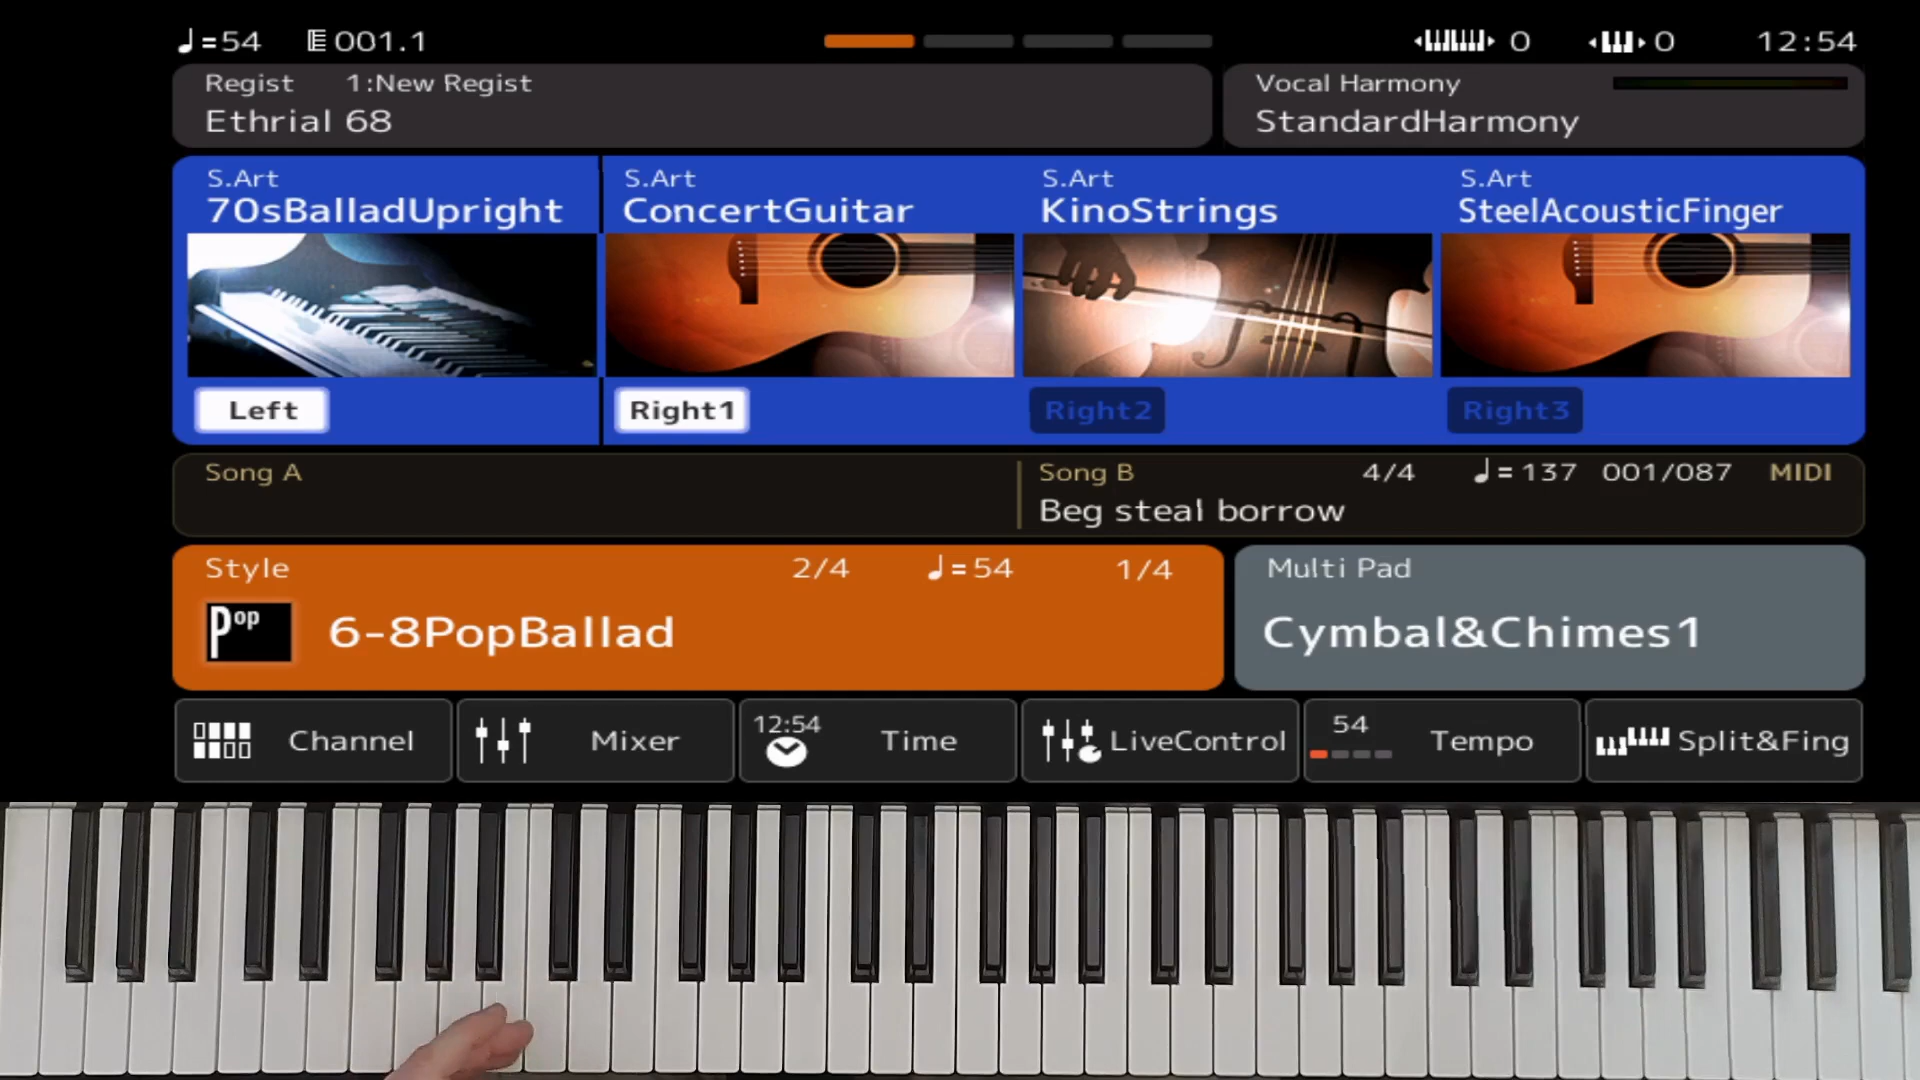 ♩=54 001.1 0 0 12:54
Regist 1:New Regist
Ethrial 68
Vocal Harmony
StandardHarmony
S.Art
70sBalladUpright
Left
S.Art
ConcertGuitar
Right1
S.Art
KinoStrings
Right2
S.Art
SteelAcousticFinger
Right3
Song A
Song B 4/4 ♩=137 001/087 MIDI
Beg steal borrow
Style 2/4 ♩=54 1/4
Pop
6-8PopBallad
Multi Pad
Cymbal&Chimes1
Channel
Mixer
12:54
Time
LiveControl
54
Tempo
Split&Fing